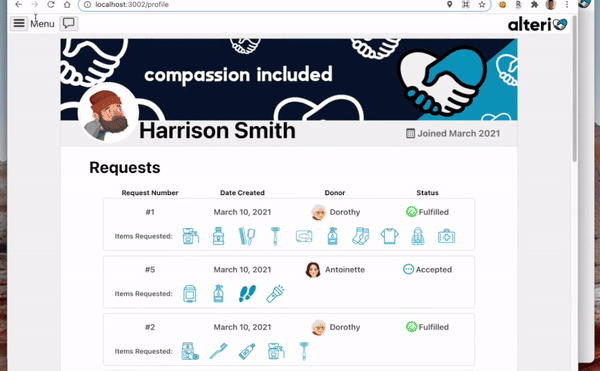 localhost:3002/profile
Menu
alteri
compassion included
Harrison Smith
Joined March 2021
Requests
Request Number Date Created Donor Status
#1 March 10, 2021 Dorothy Fulfilled
Items Requested:
#5 March 10, 2021 Antoinette Accepted
Items Requested:
#2 March 10, 2021 Dorothy Fulfilled
Items Requested: